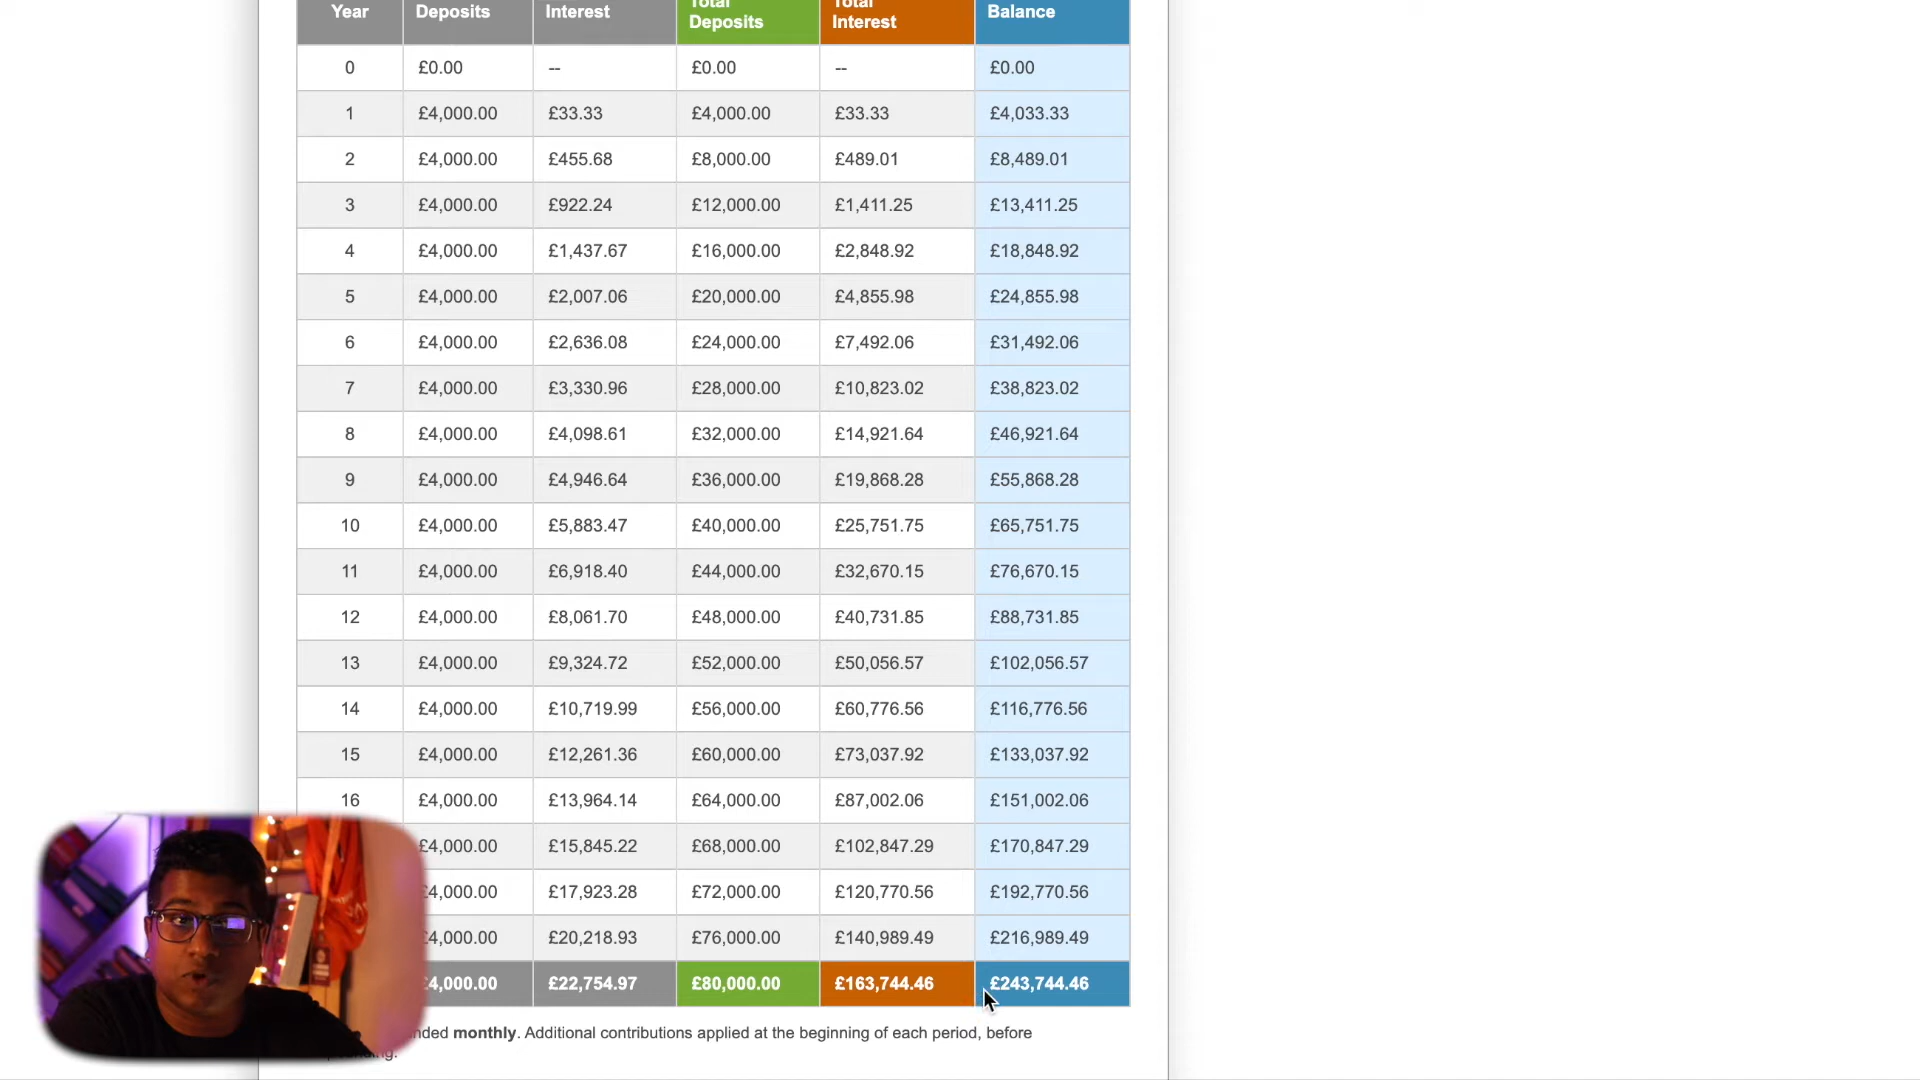 Year Deposits Interest Total Deposits Total Interest Balance
0 £0.00 -- £0.00 -- £0.00
1 £4,000.00 £33.33 £4,000.00 £33.33 £4,033.33
2 £4,000.00 £455.68 £8,000.00 £489.01 £8,489.01
3 £4,000.00 £922.24 £12,000.00 £1,411.25 £13,411.25
4 £4,000.00 £1,437.67 £16,000.00 £2,848.92 £18,848.92
5 £4,000.00 £2,007.06 £20,000.00 £4,855.98 £24,855.98
6 £4,000.00 £2,636.08 £24,000.00 £7,492.06 £31,492.06
7 £4,000.00 £3,330.96 £28,000.00 £10,823.02 £38,823.02
8 £4,000.00 £4,098.61 £32,000.00 £14,921.64 £46,921.64
9 £4,000.00 £4,946.64 £36,000.00 £19,868.28 £55,868.28
10 £4,000.00 £5,883.47 £40,000.00 £25,751.75 £65,751.75
11 £4,000.00 £6,918.40 £44,000.00 £32,670.15 £76,670.15
12 £4,000.00 £8,061.70 £48,000.00 £40,731.85 £88,731.85
13 £4,000.00 £9,324.72 £52,000.00 £50,056.57 £102,056.57
14 £4,000.00 £10,719.99 £56,000.00 £60,776.56 £116,776.56
15 £4,000.00 £12,261.36 £60,000.00 £73,037.92 £133,037.92
16 £4,000.00 £13,964.14 £64,000.00 £87,002.06 £151,002.06
£4,000.00 £15,845.22 £68,000.00 £102,847.29 £170,847.29
£4,000.00 £17,923.28 £72,000.00 £120,770.56 £192,770.56
£4,000.00 £20,218.93 £76,000.00 £140,989.49 £216,989.49
£4,000.00 £22,754.97 £80,000.00 £163,744.46 £243,744.46
nded monthly. Additional contributions applied at the beginning of each period, before